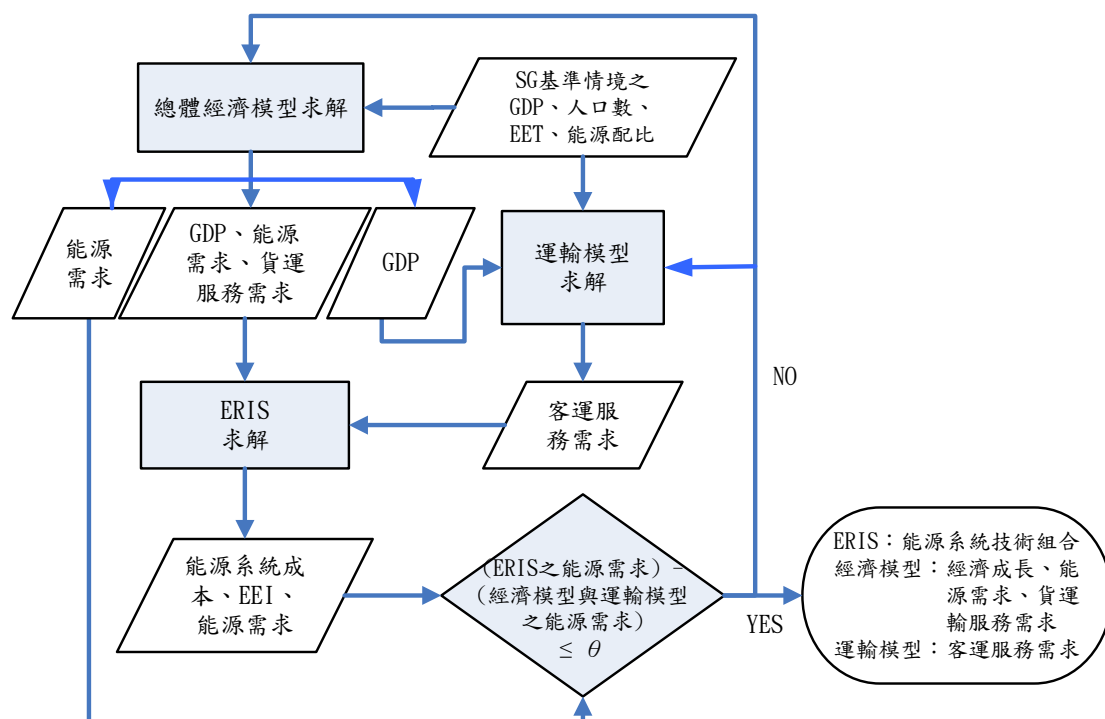 總體經濟模型求解
SG基準情境之
GDP、人口數、
EET、能源配比
能源
需求
GDP、能源
需求、貨運
服務需求
GDP
運輸模型
求解
NO
ERIS
求解
客運服
務需求
能源系統成
本、EEI、
能源需求
(ERIS之能源需求) -
(經濟模型與運輸模型
之能源需求)
≤ θ
YES
ERIS：能源系統技術組合
經濟模型：經濟成長、能
源需求、貨運
輸服務需求
運輸模型：客運服務需求